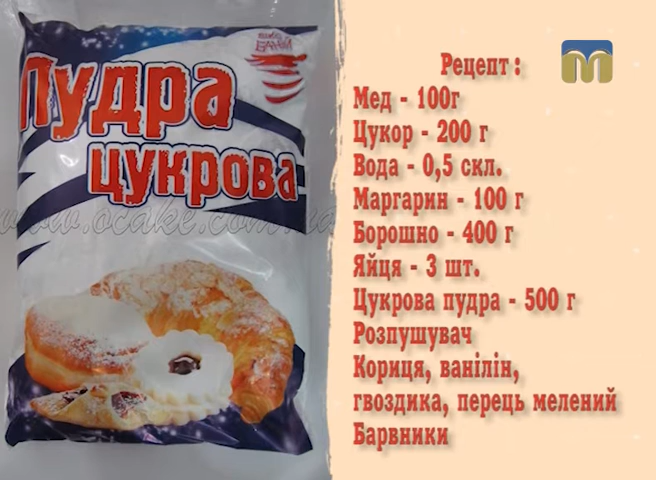 Пудра
цукрова
www.ocake.com.ua
Рецепт:
Мед - 100г
Цукор - 200 г
Вода - 0,5 скл.
Маргарин - 100 г
Борошно - 400 г
Яйця - 3 шт.
Цукрова пудра - 500 г
Розпушувач
Кориця, ванілін,
гвоздика, перець мелений
Барвники